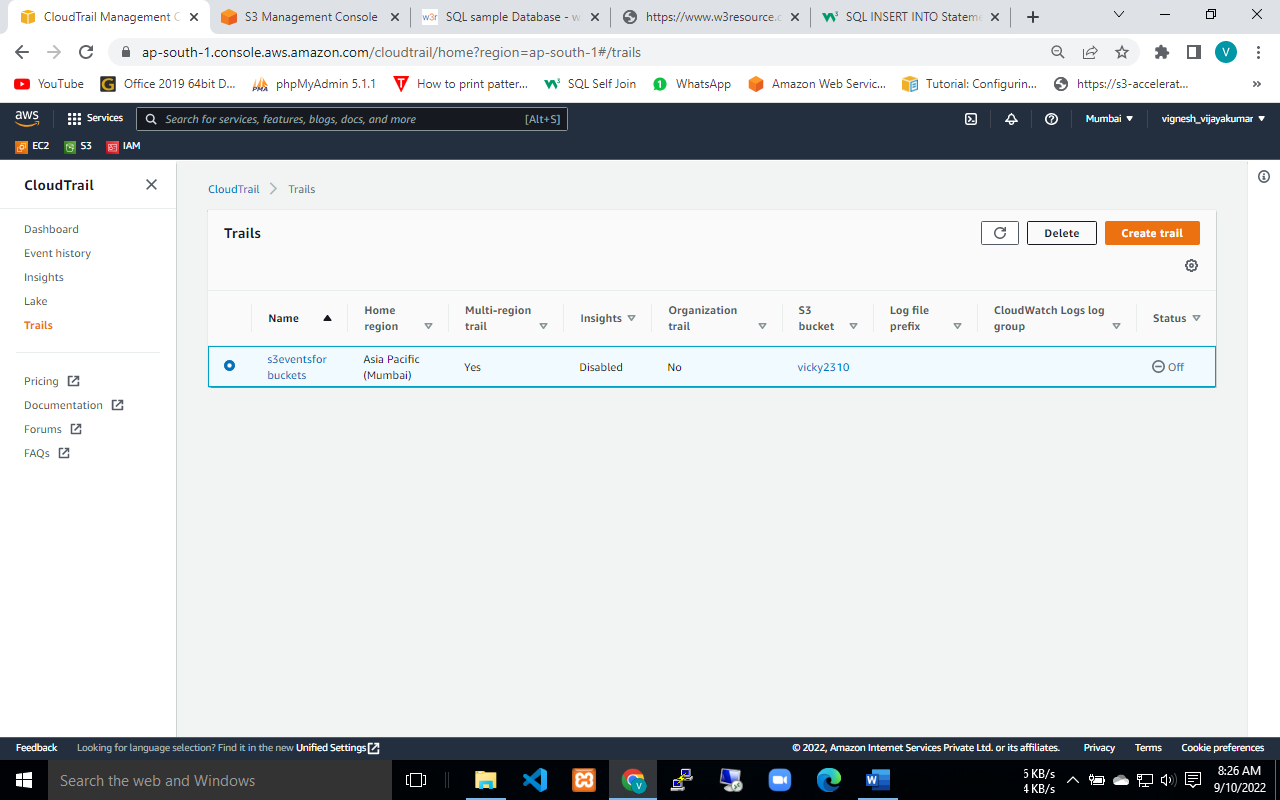 CloudTrail Management C
S3 Management Console
w3r
SQL sample Database - w
https://www.w3resource.c
SQL INSERT INTO Stateme
ap-south-1.console.aws.amazon.com/cloudtrail/home?region=ap-south-1#/trails
V
YouTube
Office 2019 64bit D...
phpMyAdmin 5.1.1
How to print patter...
SQL Self Join
1
WhatsApp
Amazon Web Servic...
Tutorial: Configurin...
https://s3-accelerat...
»
aws
Services
Search for services, features, blogs, docs, and more
[Alt+S]
Mumbai
vignesh_vijayakumar
EC2
S3
IAM
CloudTrail
Dashboard
Event history
Insights
Lake
Trails
Pricing
Documentation
Forums
FAQs
CloudTrail
Trails
Trails
Delete
Create trail
Name
Home
region
Multi-region
trail
Insights
Organization
trail
S3
bucket
Log file
prefix
CloudWatch Logs log
group
Status
s3eventsfor
buckets
Asia Pacific
(Mumbai)
Yes
Disabled
No
vicky2310
Off
Feedback
Looking for language selection? Find it in the new Unified Settings
© 2022, Amazon Internet Services Private Ltd. or its affiliates.
Privacy
Terms
Cookie preferences
Search the web and Windows
KB/s
4 KB/s
8:26 AM
9/10/2022